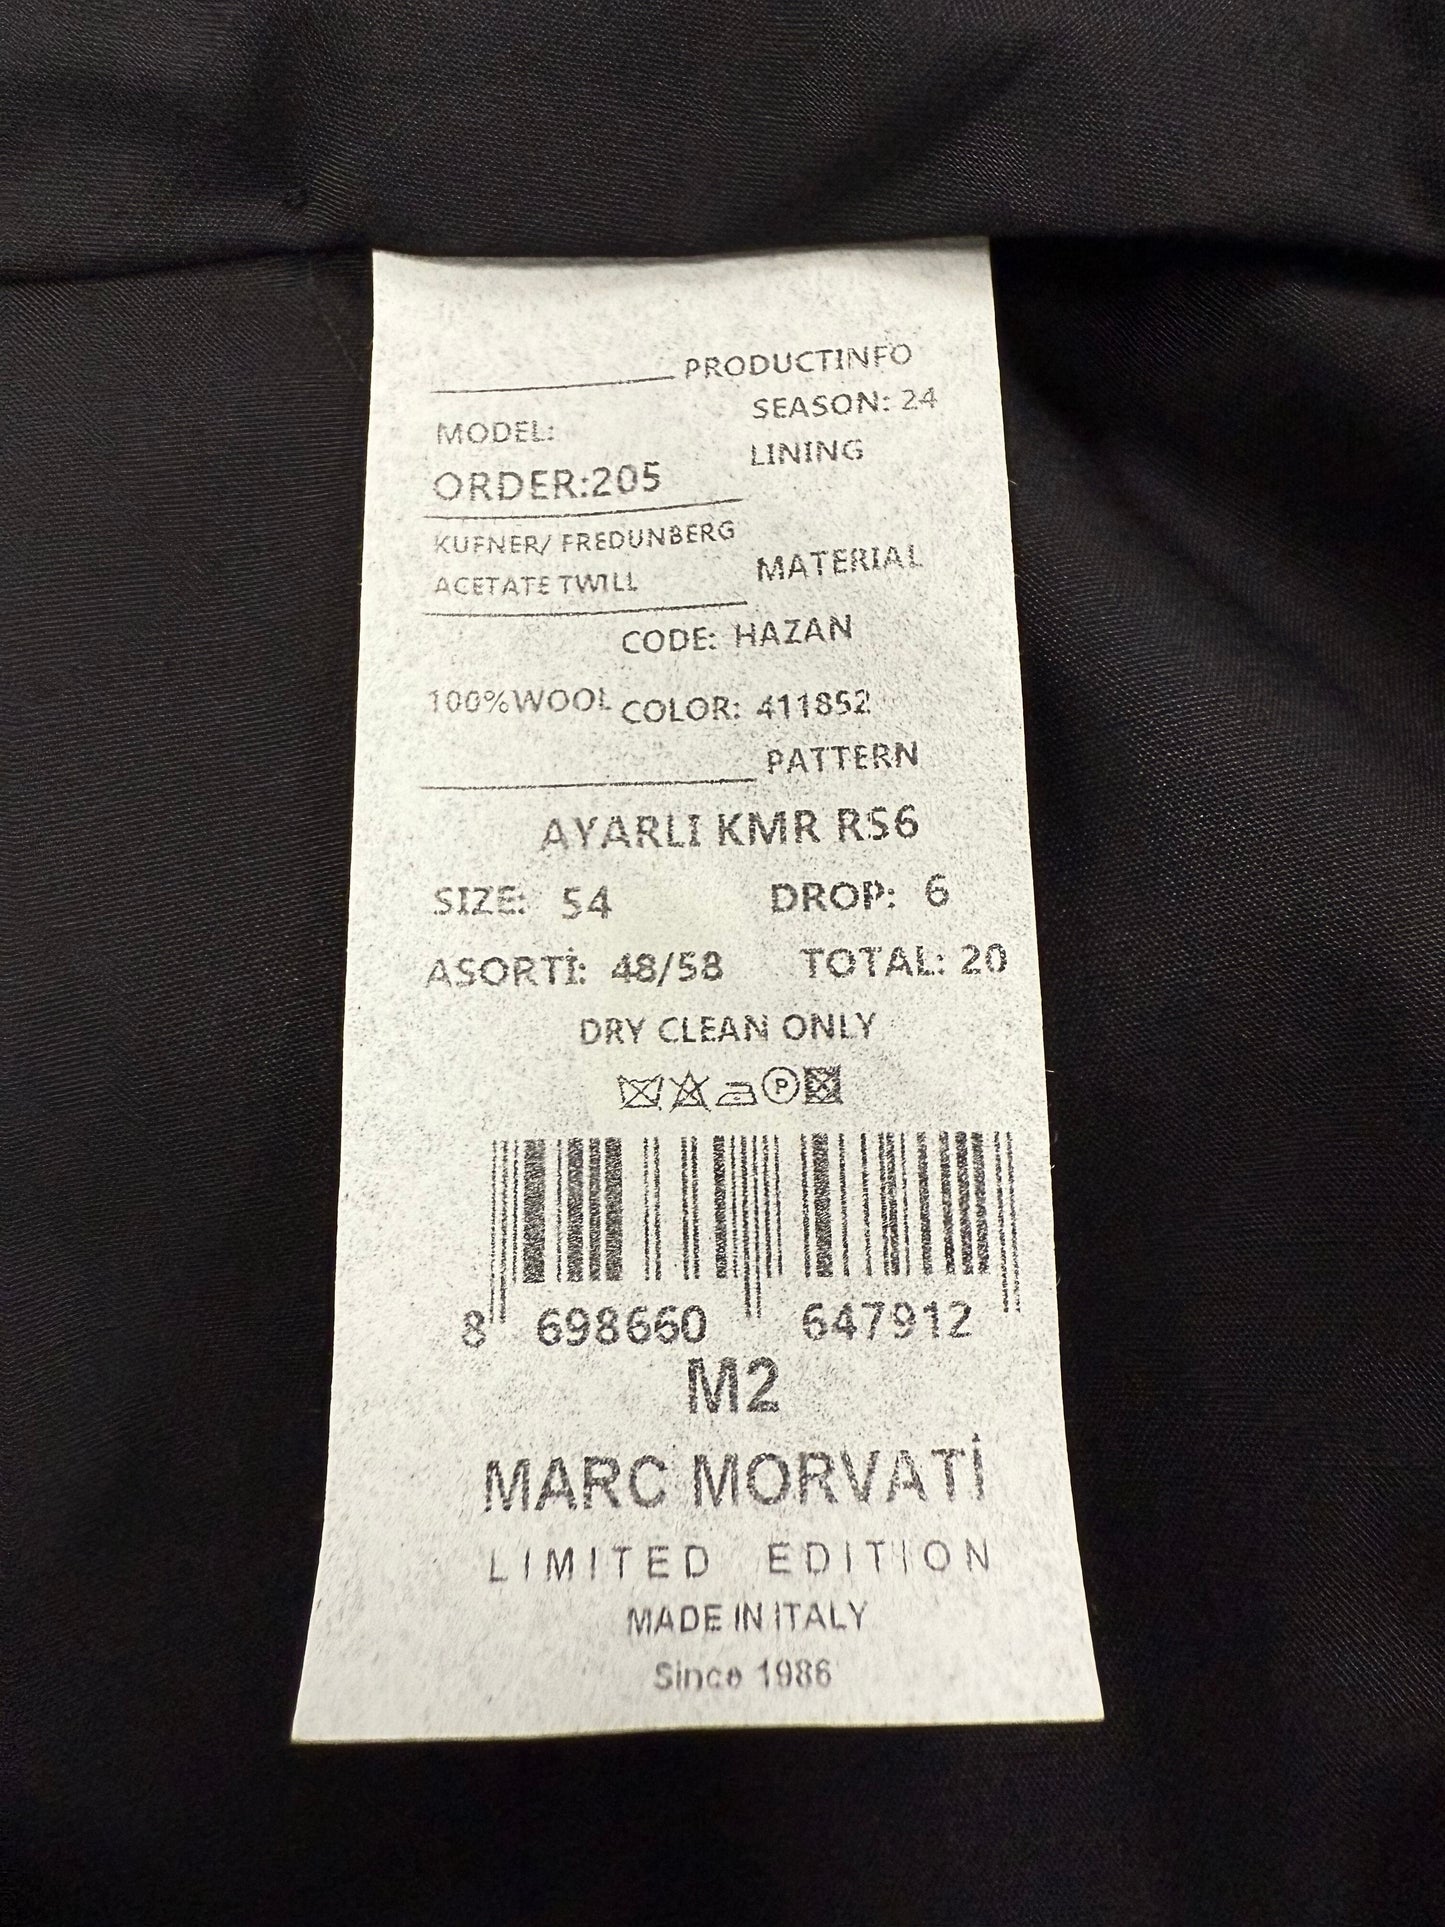 PRODUCTINFO
SEASON: 24
MODEL:
LINING
ORDER:205
KUFNER/ FREDUNBERG
MATERIAL
ACETATE TWILL
CODE: HAZAN
100%WOOL COLOR: 411852
PATTERN
AYARLI KMR R56
SIZE: 54 DROP: 6
ASORTİ: 48/58 TOTAL: 20
DRY CLEAN ONLY
P
8 698660 647912
M2
MARC MORVATİ
LIMITED EDITION
MADE IN ITALY
Since 1986